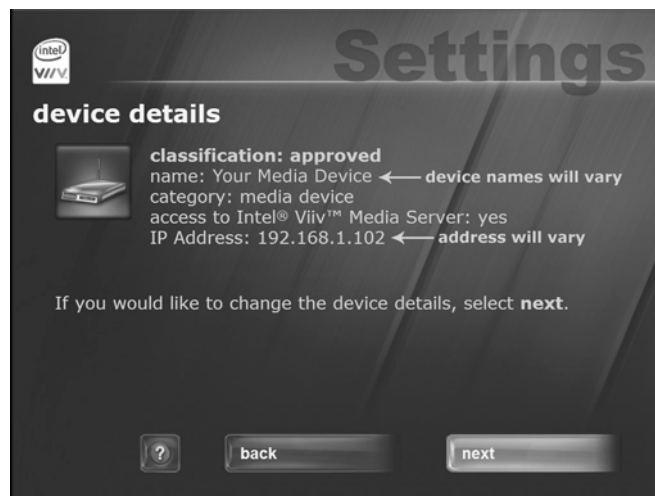 intel
VIIV
Settings
device details
classification: approved
name: Your Media Device ← device names will vary
category: media device
access to Intel® Viiv™ Media Server: yes
IP Address: 192.168.1.102 ← address will vary
If you would like to change the device details, select next.
? back next